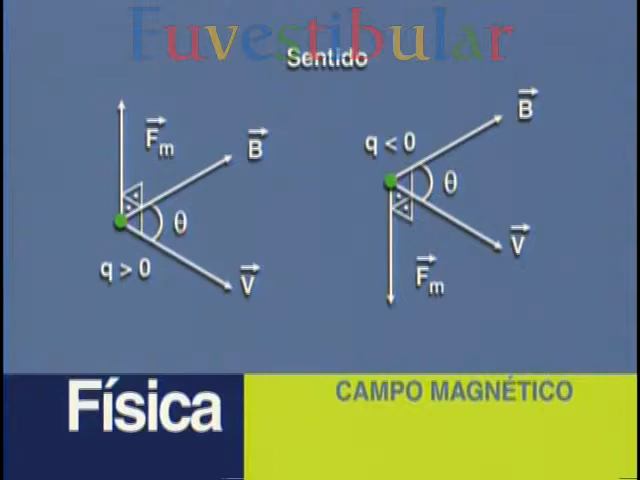 Fuvestibular
Sentido
Fm
B
θ
q > 0
V
q < 0
B
θ
V
Fm
Física
CAMPO MAGNÉTICO